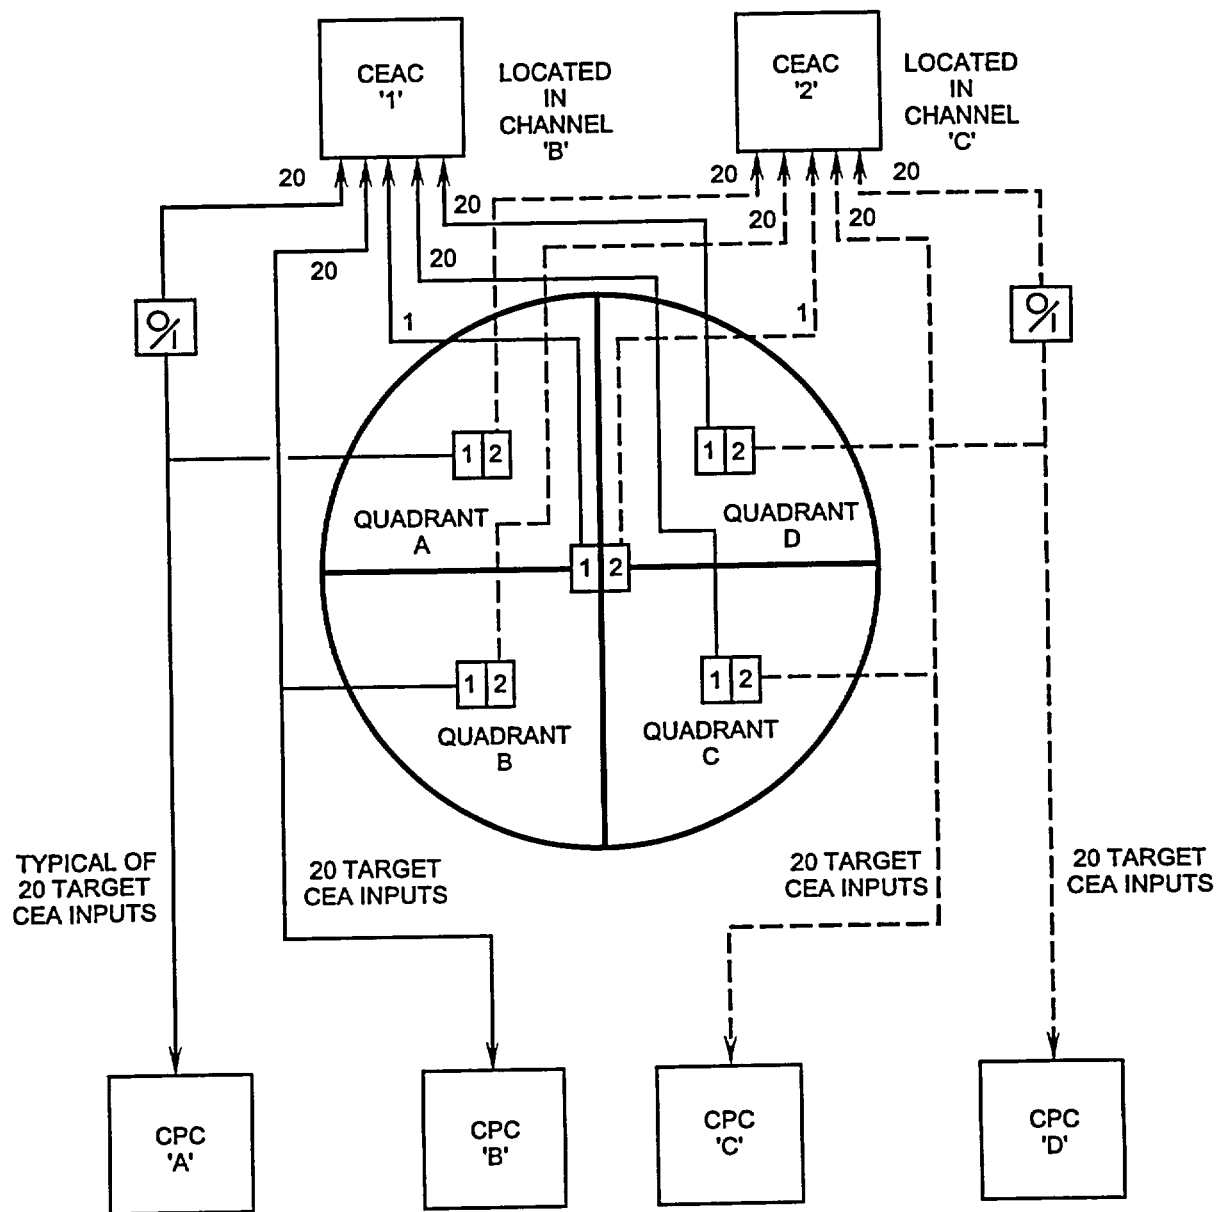 CEAC
'1'
LOCATED
IN
CHANNEL
'B'
CEAC
'2'
LOCATED
IN
CHANNEL
'C'
20
20
20
20
1
20
20
1
20
20
O/I
O/I
1 2
QUADRANT
A
1 2
QUADRANT
D
1 2
1 2
QUADRANT
B
1 2
QUADRANT
C
TYPICAL OF
20 TARGET
CEA INPUTS
20 TARGET
CEA INPUTS
20 TARGET
CEA INPUTS
20 TARGET
CEA INPUTS
CPC
'A'
CPC
'B'
CPC
'C'
CPC
'D'